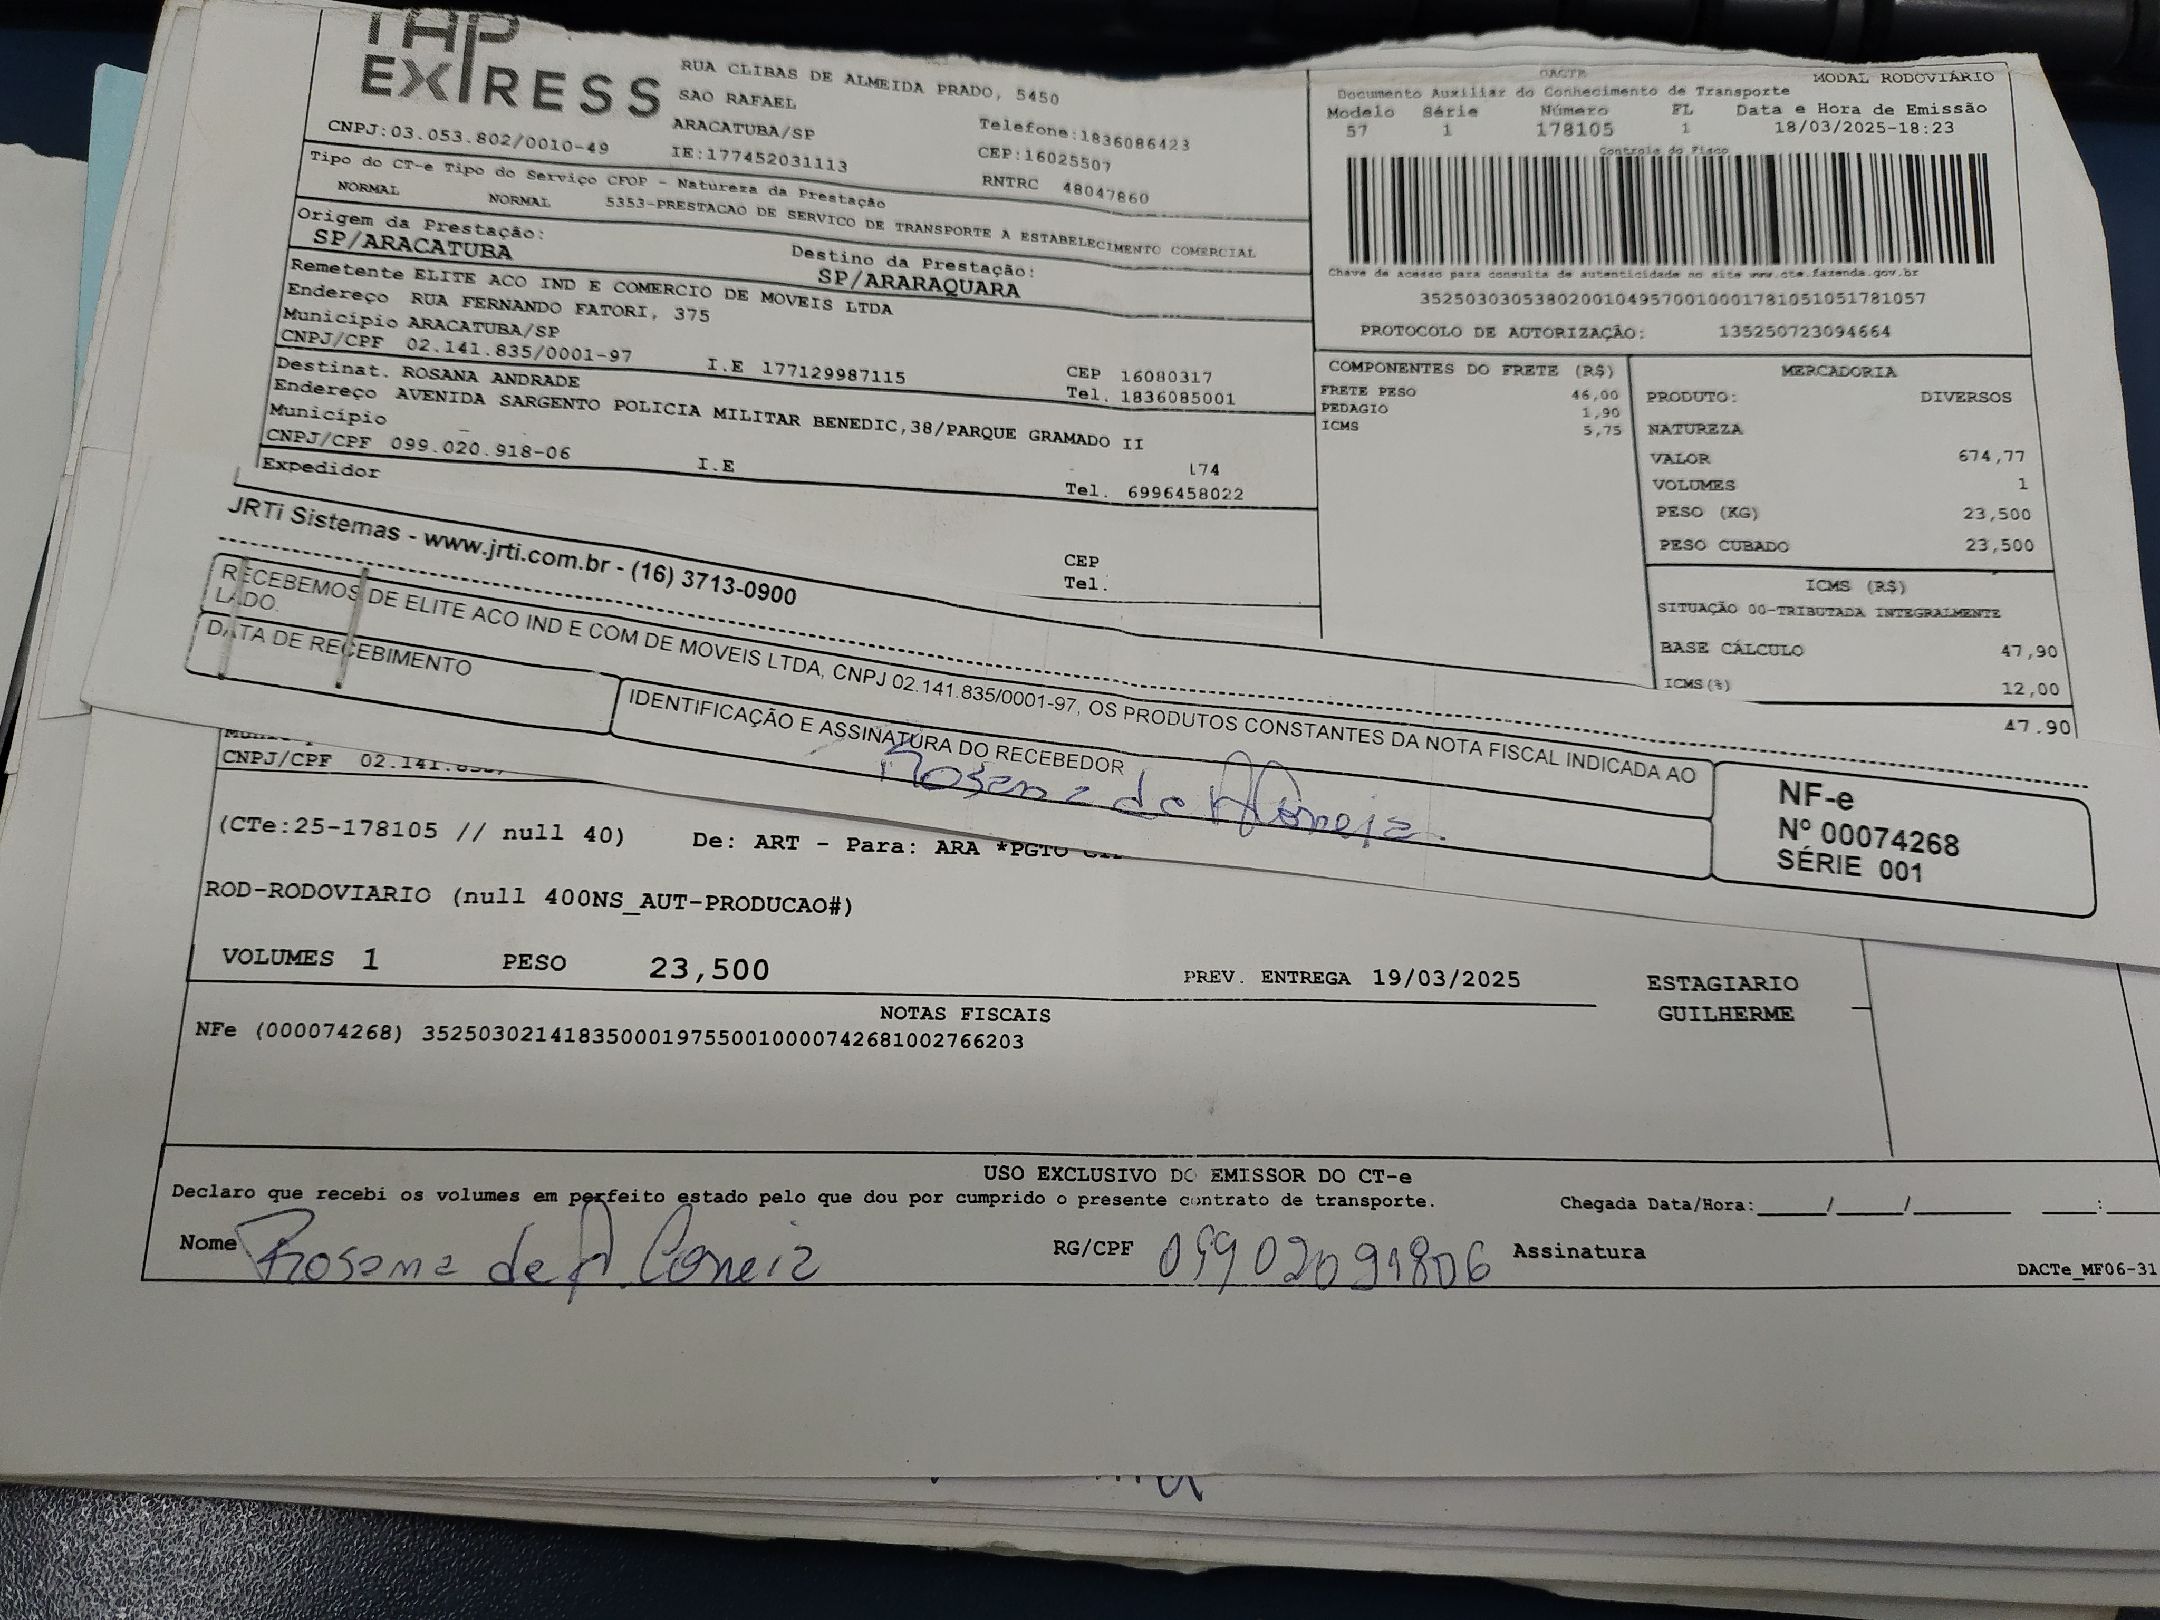 TAP
EXPRESS
RUA CLIBAS DE ALMEIDA PRADO, 5450
SAO RAFAEL
ARACATUBA/SP
Telefone:1836086423
CNPJ:03.053.802/0010-49
IE:177452031113
CEP:16025507
RNTRC 48047860
Tipo do CT-e Tipo do Serviço CFOP - Natureza da Prestação
NORMAL NORMAL 5353-PRESTACAO DE SERVICO DE TRANSPORTE A ESTABELECIMENTO COMERCIAL
Origem da Prestação:
SP/ARACATUBA
Destino da Prestação:
SP/ARARAQUARA
Remetente ELITE ACO IND E COMERCIO DE MOVEIS LTDA
Endereço RUA FERNANDO FATORI, 375
Município ARACATUBA/SP
CNPJ/CPF 02.141.835/0001-97 I.E 177129987115
CEP 16080317
Tel. 1836085001
Destinat. ROSANA ANDRADE
Endereço AVENIDA SARGENTO POLICIA MILITAR BENEDIC,38/PARQUE GRAMADO II
Município
CNPJ/CPF 099.020.918-06 I.E
174
Tel. 6996458022
Expedidor
CEP
Tel.
DACTE MODAL RODOVIÁRIO
Documento Auxiliar do Conhecimento de Transporte
Modelo Série Número FL Data e Hora de Emissão
57 1 178105 1 18/03/2025-18:23
Controle do Fisco
Chave de acesso para consulta de autenticidade no site www.cte.fazenda.gov.br
35250303053802001049570010001781051051781057
PROTOCOLO DE AUTORIZAÇÃO: 135250723094664
COMPONENTES DO FRETE (R$)
FRETE PESO 46,00
PEDAGIO 1,90
ICMS 5,75
MERCADORIA
PRODUTO: DIVERSOS
NATUREZA
VALOR 674,77
VOLUMES 1
PESO (KG) 23,500
PESO CUBADO 23,500
ICMS (R$)
SITUAÇÃO 00-TRIBUTADA INTEGRALMENTE
BASE CÁLCULO 47,90
ICMS(%) 12,00
47,90
JRTi Sistemas - www.jrti.com.br - (16) 3713-0900
RECEBEMOS DE ELITE ACO IND E COM DE MOVEIS LTDA, CNPJ 02.141.835/0001-97, OS PRODUTOS CONSTANTES DA NOTA FISCAL INDICADA AO
LADO.
DATA DE RECEBIMENTO
IDENTIFICAÇÃO E ASSINATURA DO RECEBEDOR
Rosana de A Correia
NF-e
Nº 00074268
SÉRIE 001
CNPJ/CPF 02.141.835/
(CTe:25-178105 // null 40) De: ART - Para: ARA *PGTO
ROD-RODOVIARIO (null 400NS_AUT-PRODUCAO#)
VOLUMES 1 PESO 23,500 PREV. ENTREGA 19/03/2025
ESTAGIARIO
GUILHERME
NOTAS FISCAIS
NFe (000074268) 35250302141835000197550010000742681002766203
USO EXCLUSIVO DO EMISSOR DO CT-e
Declaro que recebi os volumes em perfeito estado pelo que dou por cumprido o presente contrato de transporte.
Chegada Data/Hora:_____/_____/_______ ____:___
Nome Rosana de A. Correia RG/CPF 09902091806 Assinatura
DACTe_MF06-31